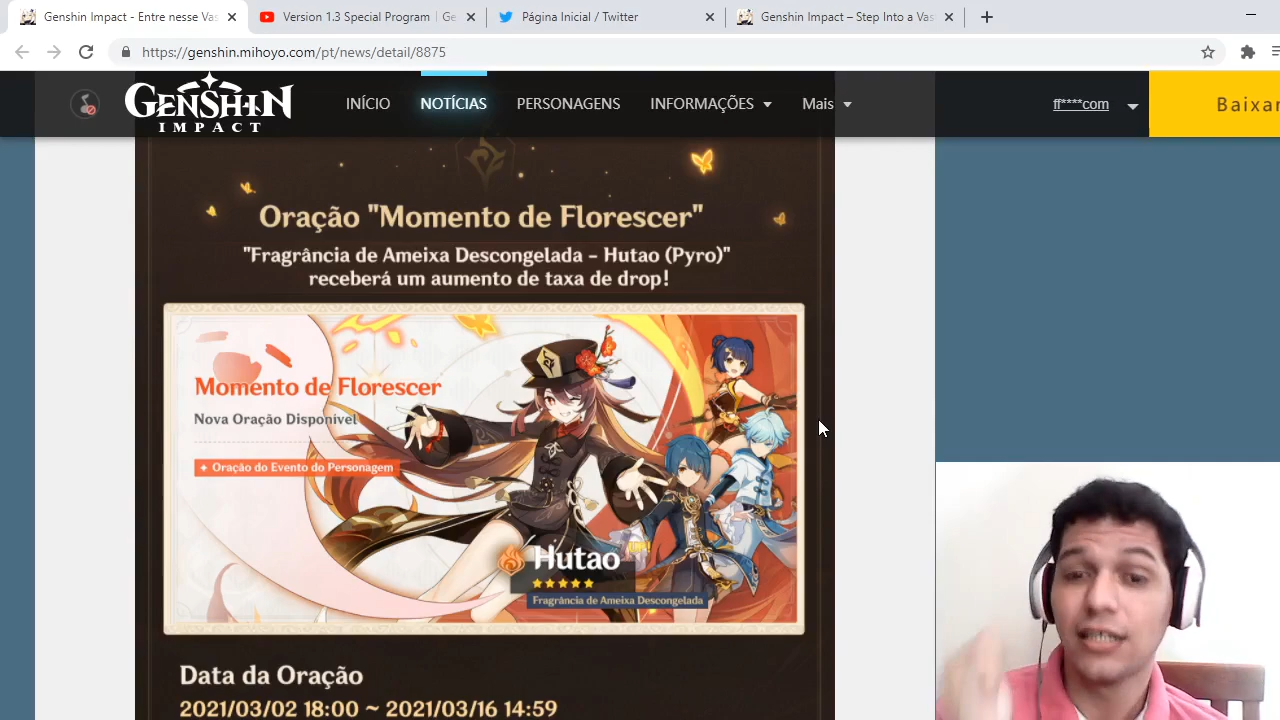 Genshin Impact - Entre nesse Vas
Version 1.3 Special Program | Ge
Página Inicial / Twitter
Genshin Impact – Step Into a Vas
https://genshin.mihoyo.com/pt/news/detail/8875
GENSHIN
IMPACT
INÍCIO
NOTÍCIAS
PERSONAGENS
INFORMAÇÕES
Mais
ff****com
Baixar
Oração "Momento de Florescer"
"Fragrância de Ameixa Descongelada - Hutao (Pyro)"
receberá um aumento de taxa de drop!
Momento de Florescer
Nova Oração Disponível
+ Oração do Evento do Personagem
Hutao
Fragrância de Ameixa Descongelada
Data da Oração
2021/03/02 18:00 ~ 2021/03/16 14:59